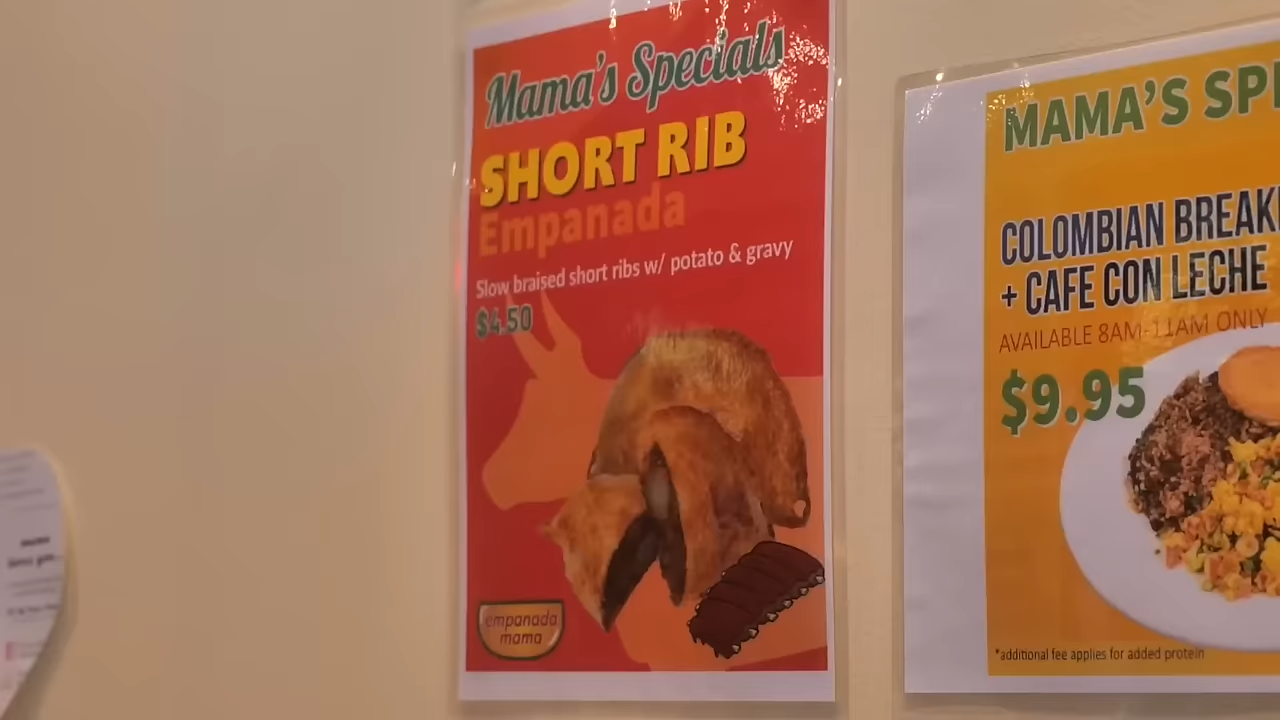 Mama's Specials
SHORT RIB
Empanada
Slow braised short ribs w/ potato & gravy
$4.50
empanada
mama
MAMA'S SP
COLOMBIAN BREAK
+ CAFE CON LECHE
AVAILABLE 8AM-11AM ONLY
$9.95
*additional fee applies for added protein